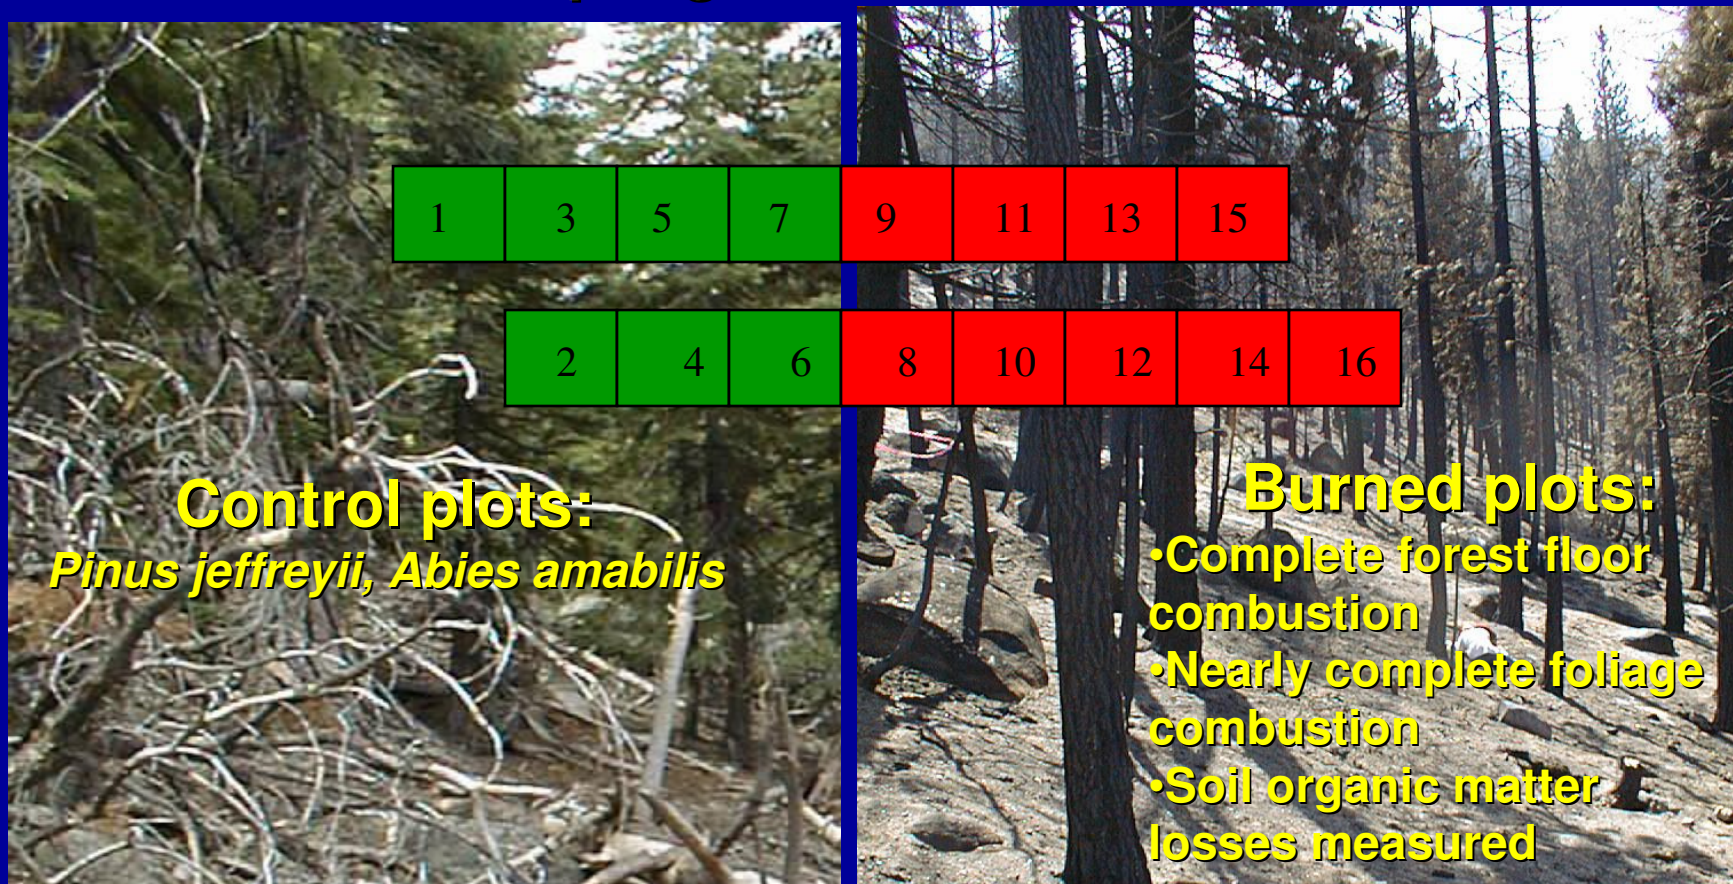 1 3 5 7 9 11 13 15
2 4 6 8 10 12 14 16
Control plots:
Pinus jeffreyii, Abies amabilis
Burned plots:
•Complete forest floor
combustion
•Nearly complete foliage
combustion
•Soil organic matter
losses measured